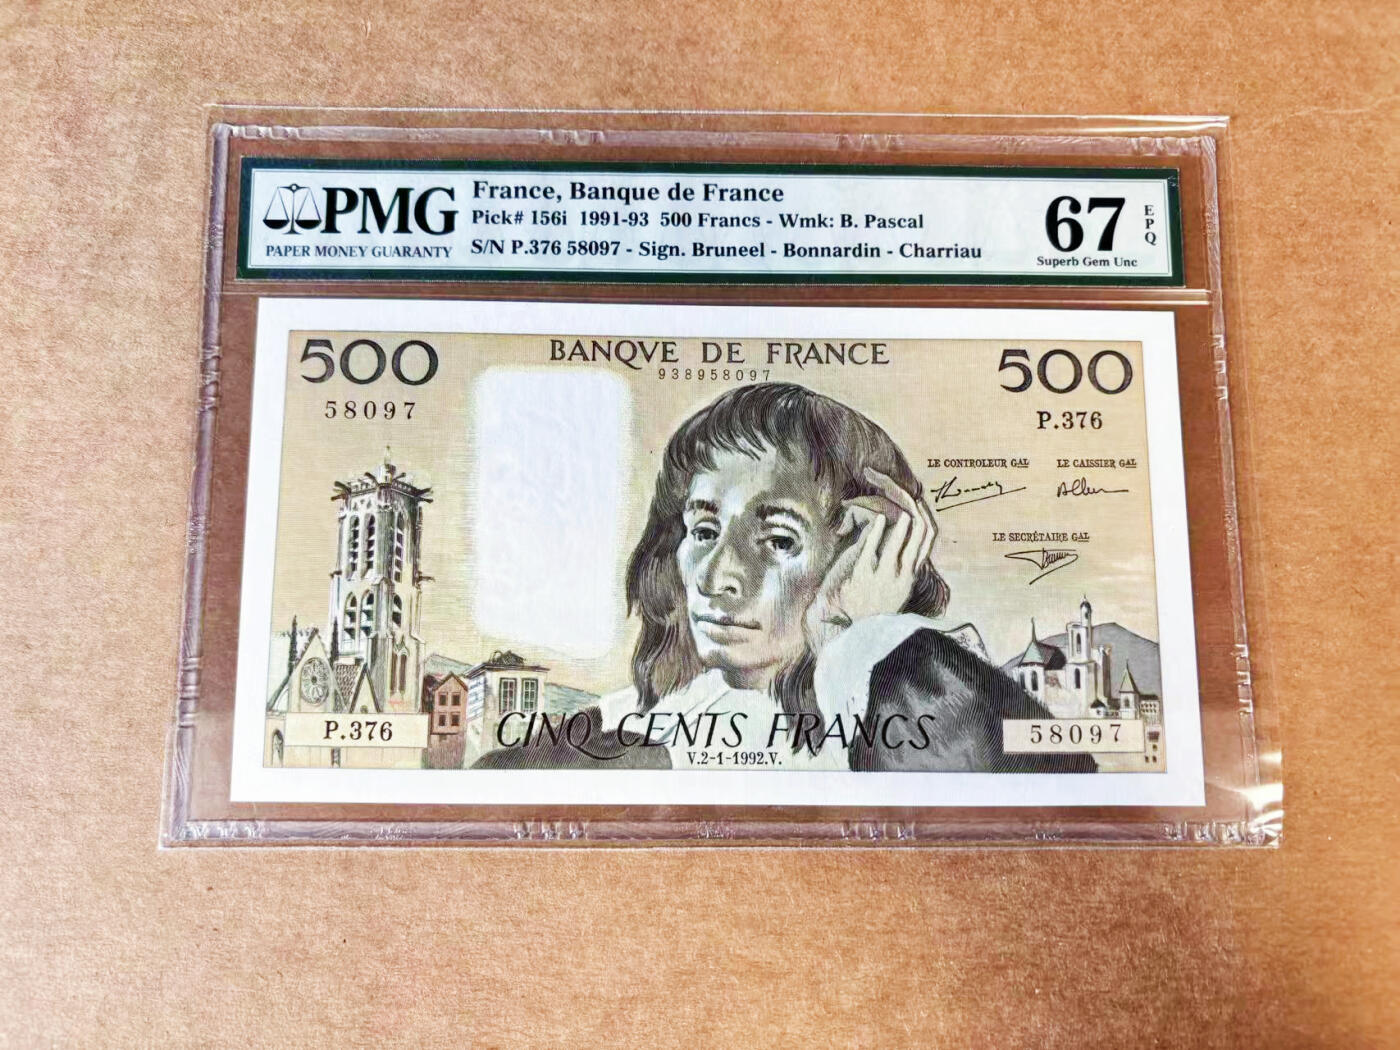 PMG
PAPER MONEY GUARANTY
France, Banque de France
Pick# 156i 1991-93 500 Francs - Wmk: B. Pascal
S/N P.376 58097 - Sign. Bruneel - Bonnardin - Charriau
67
EPQ
Superb Gem Unc
500
BANQVE DE FRANCE
500
938958097
58097
P.376
LE CONTROLEUR GAL
LE CAISSIER GAL
LE SECRÉTAIRE GAL
P.376
CINQ CENTS FRANCS
58097
V.2-1-1992.V.